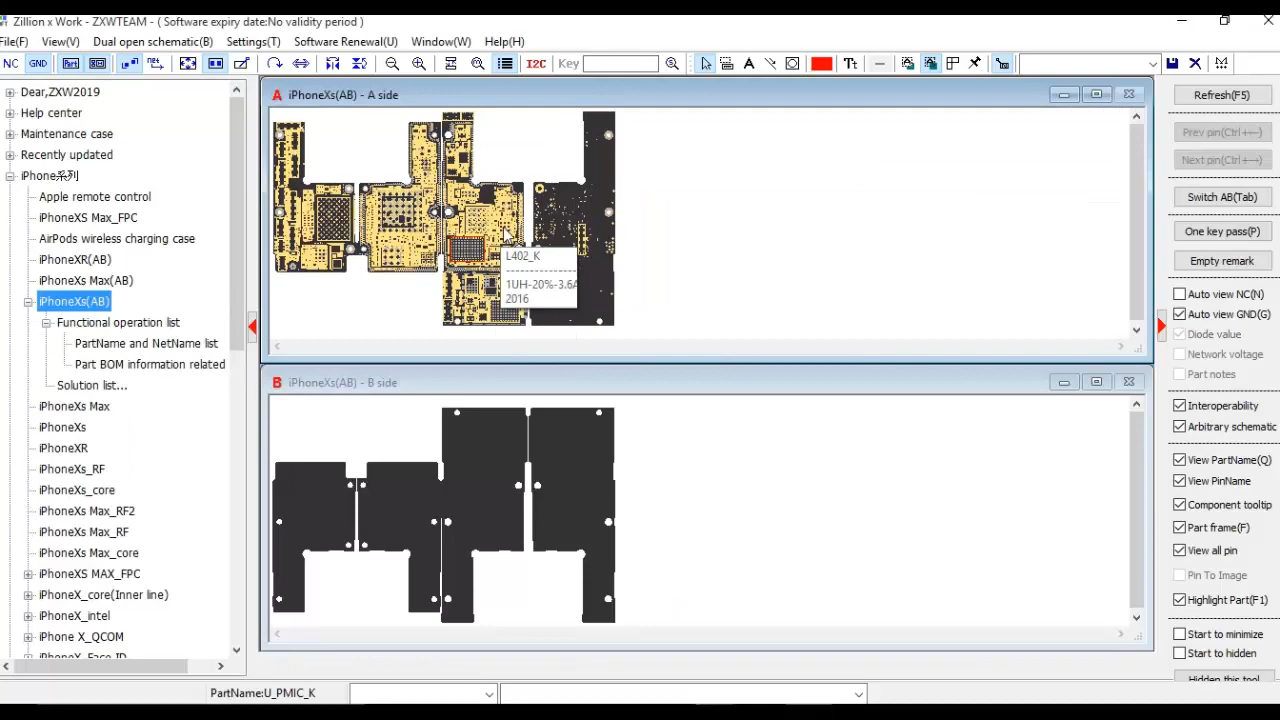 Zillion x Work - ZXWTEAM - ( Software expiry date:No validity period )
File(F) View(V) Dual open schematic(B) Settings(T) Software Renewal(U) Window(W) Help(H)
NC GND Part net.. I2C Key A Tt
Dear,ZXW2019
Help center
Maintenance case
Recently updated
iPhone系列
Apple remote control
iPhoneXS Max_FPC
AirPods wireless charging case
iPhoneXR(AB)
iPhoneXs Max(AB)
iPhoneXs(AB)
Functional operation list
PartName and NetName list
Part BOM information related
Solution list...
iPhoneXs Max
iPhoneXs
iPhoneXR
iPhoneXs_RF
iPhoneXs_core
iPhoneXs Max_RF2
iPhoneXs Max_RF
iPhoneXs Max_core
iPhoneXS MAX_FPC
iPhoneX_core(Inner line)
iPhoneX_intel
iPhone X_QCOM
iPhoneX_Face ID
A iPhoneXs(AB) - A side
L402_K
1UH-20%-3.6A
2016
B iPhoneXs(AB) - B side
Refresh(F5)
Prev pin(Ctrl+←)
Next pin(Ctrl+→)
Switch AB(Tab)
One key pass(P)
Empty remark
Auto view NC(N)
Auto view GND(G)
Diode value
Network voltage
Part notes
Interoperability
Arbitrary schematic
View PartName(Q)
View PinName
Component tooltip
Part frame(F)
View all pin
Pin To Image
Highlight Part(F1)
Start to minimize
Start to hidden
Hidden this tool
PartName:U_PMIC_K